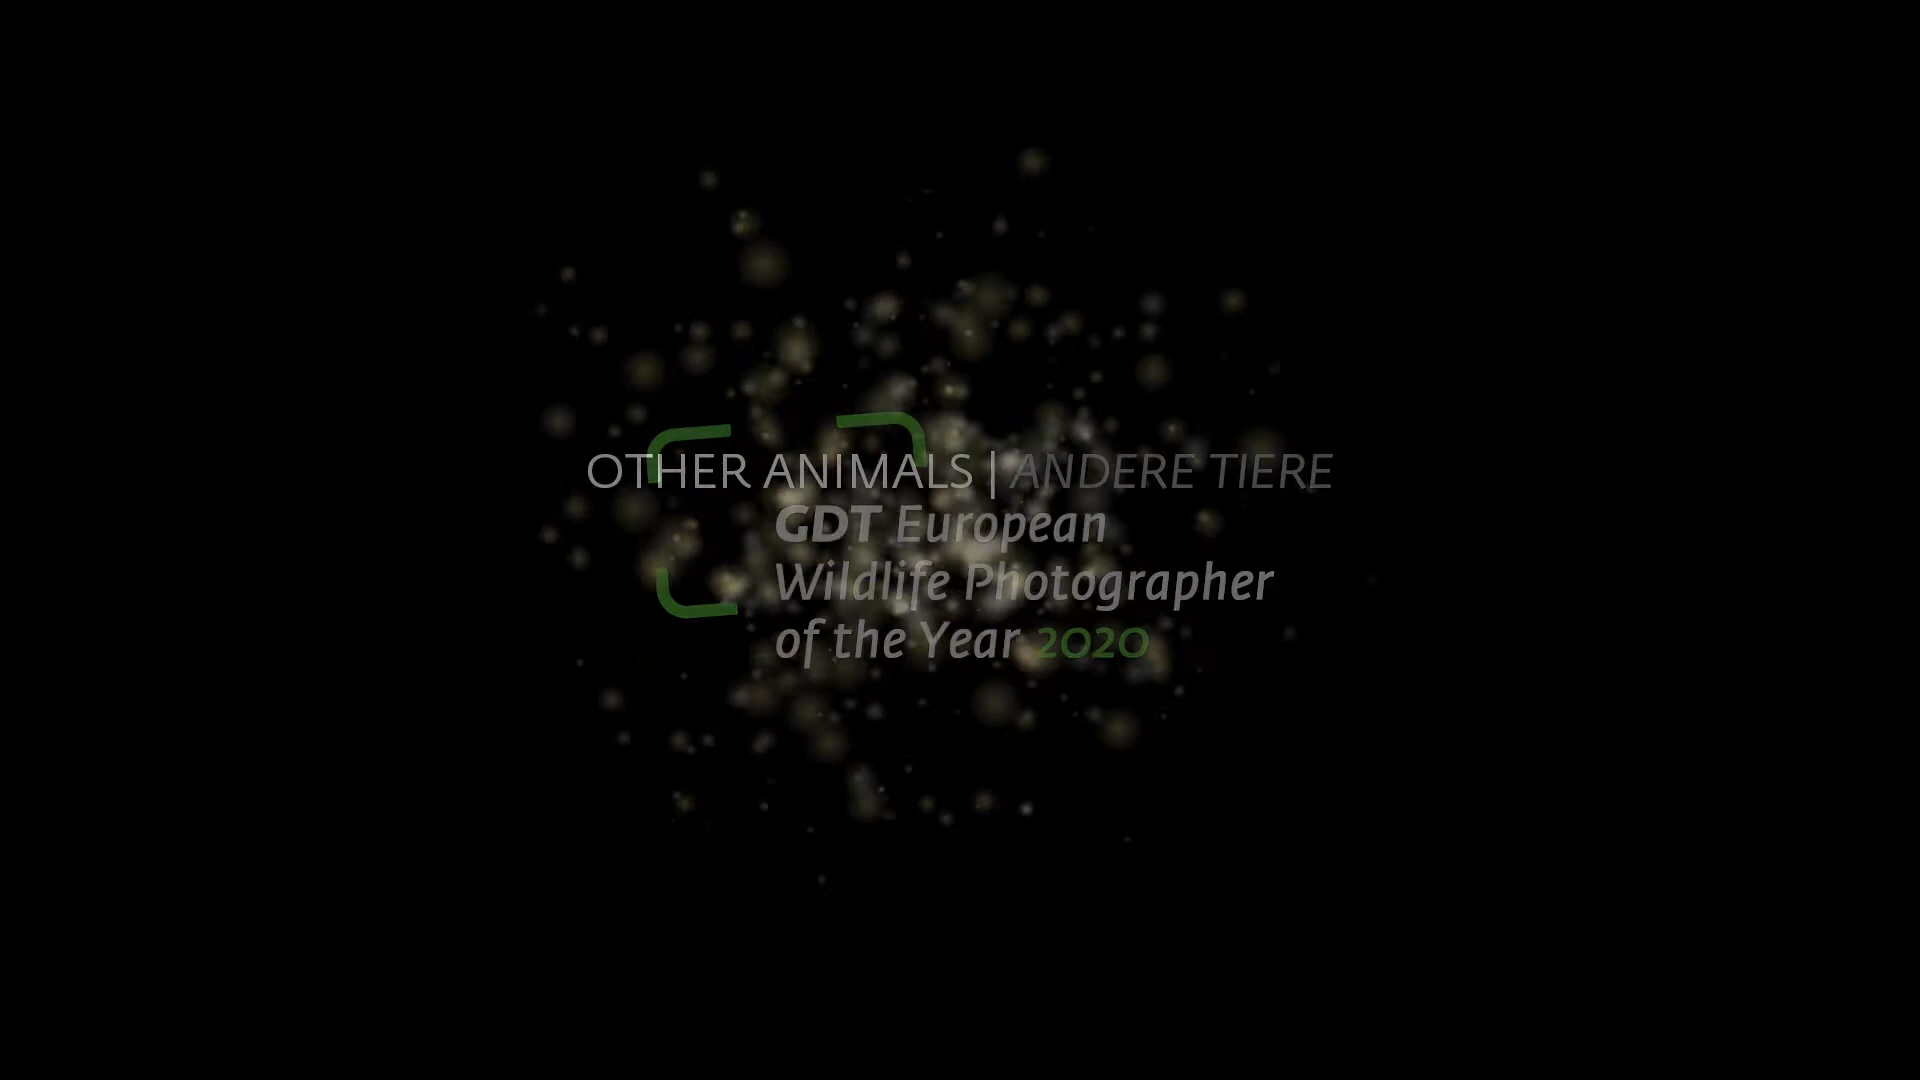 OTHER ANIMALS | ANDERE TIERE
GDT European
Wildlife Photographer
of the Year 2020